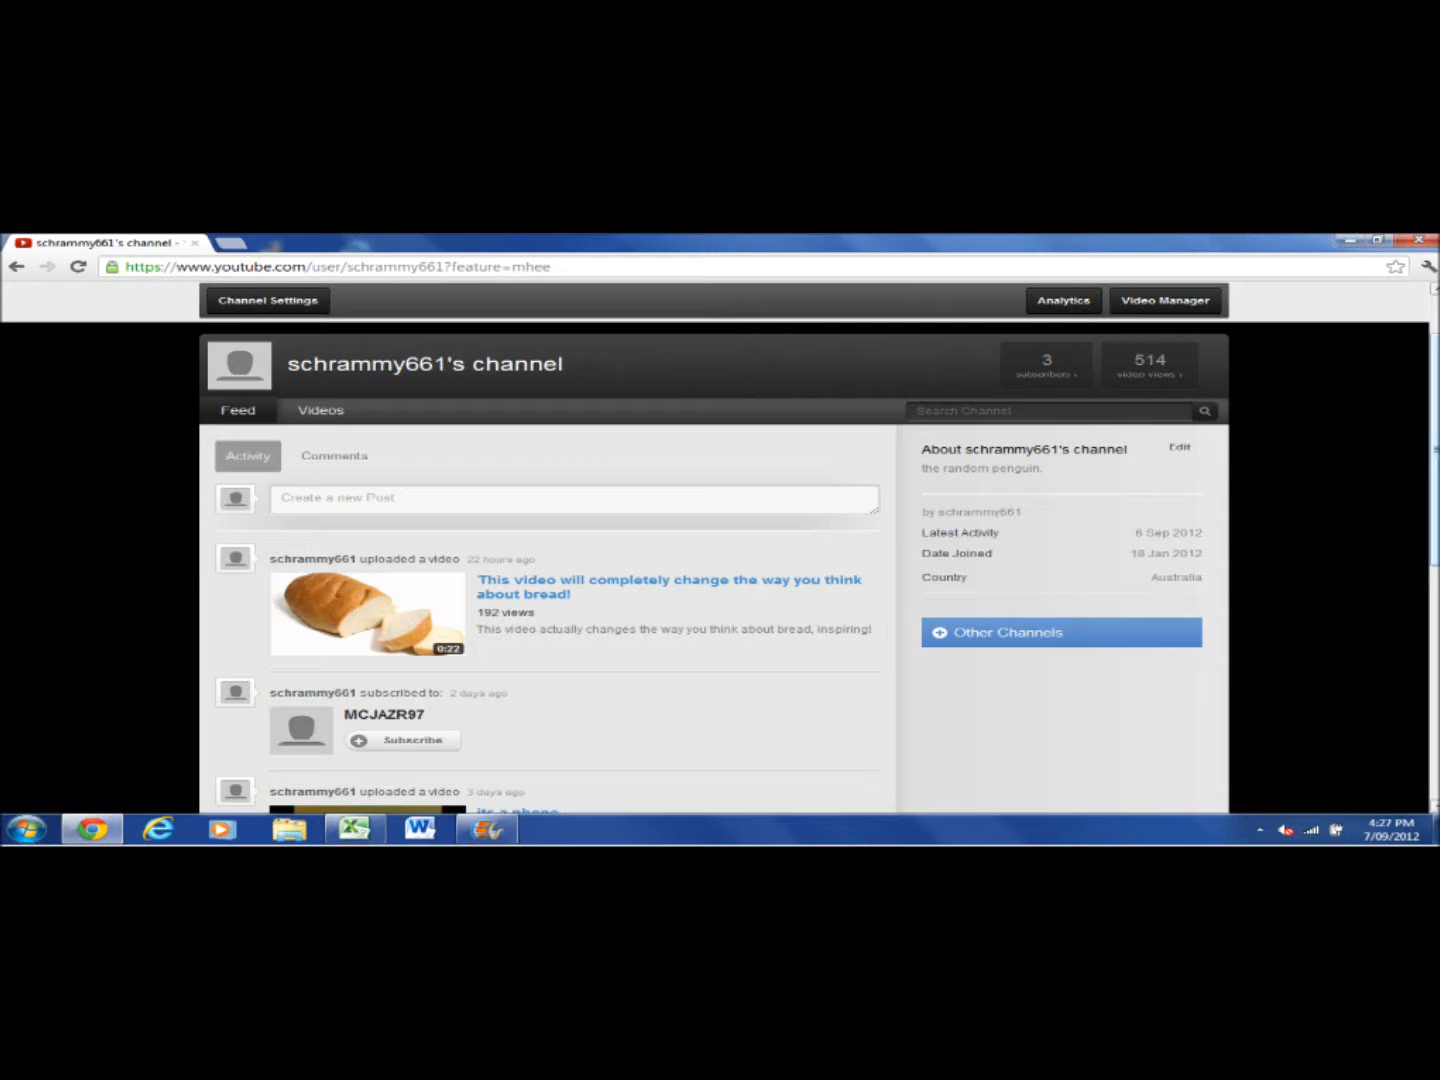 schrammy661's channel -
https://www.youtube.com/user/schrammy661?feature=mhee
Channel Settings
Analytics
Video Manager
schrammy661's channel
3
subscribers ›
514
video views ›
Feed
Videos
Search Channel
Activity
Comments
Create a new Post
schrammy661 uploaded a video 22 hours ago
This video will completely change the way you think
about bread!
192 views
This video actually changes the way you think about bread, inspiring!
0:22
schrammy661 subscribed to: 2 days ago
MCJAZR97
Subscribe
schrammy661 uploaded a video 3 days ago
its a phone
About schrammy661's channel
Edit
the random penguin.
by schrammy661
Latest Activity 6 Sep 2012
Date Joined 18 Jan 2012
Country Australia
Other Channels
4:27 PM
7/09/2012